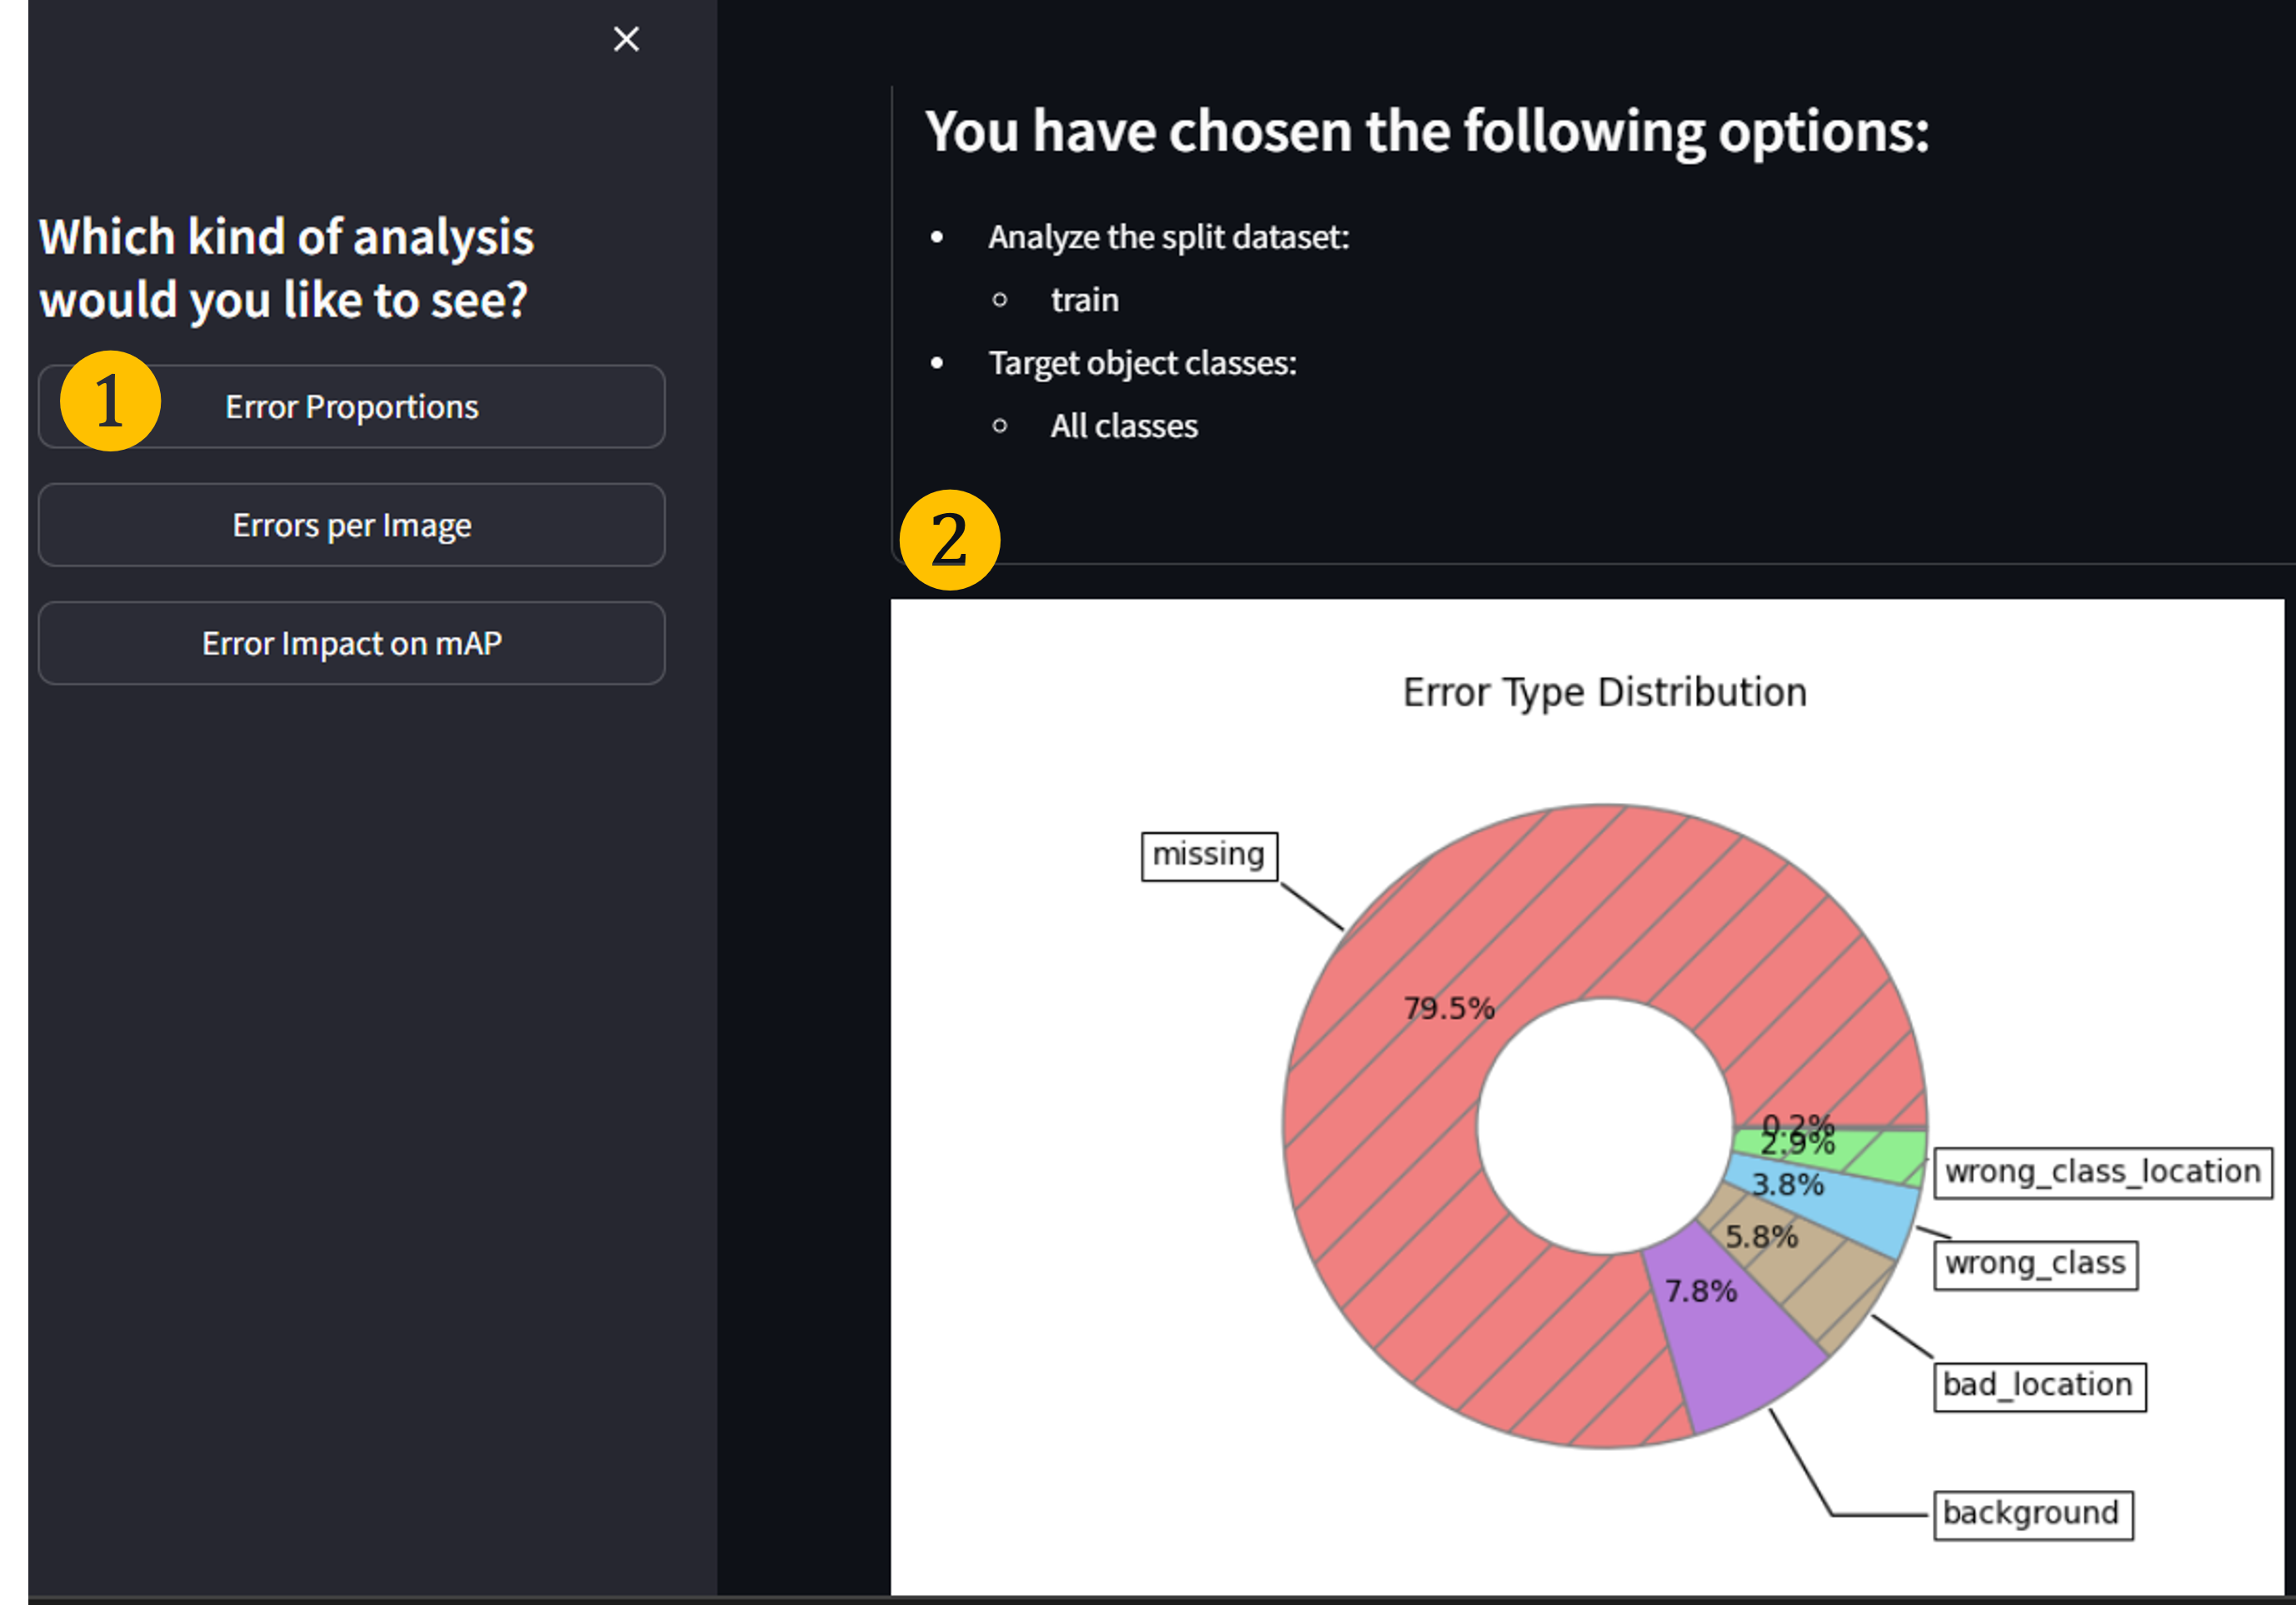 Which kind of analysis
would you like to see?
1
Error Proportions
Errors per Image
Error Impact on mAP
You have chosen the following options:
Analyze the split dataset:
train
Target object classes:
All classes
2
Error Type Distribution
missing
79.5%
0.2%
2.9%
wrong_class_location
3.8%
wrong_class
5.8%
bad_location
7.8%
background